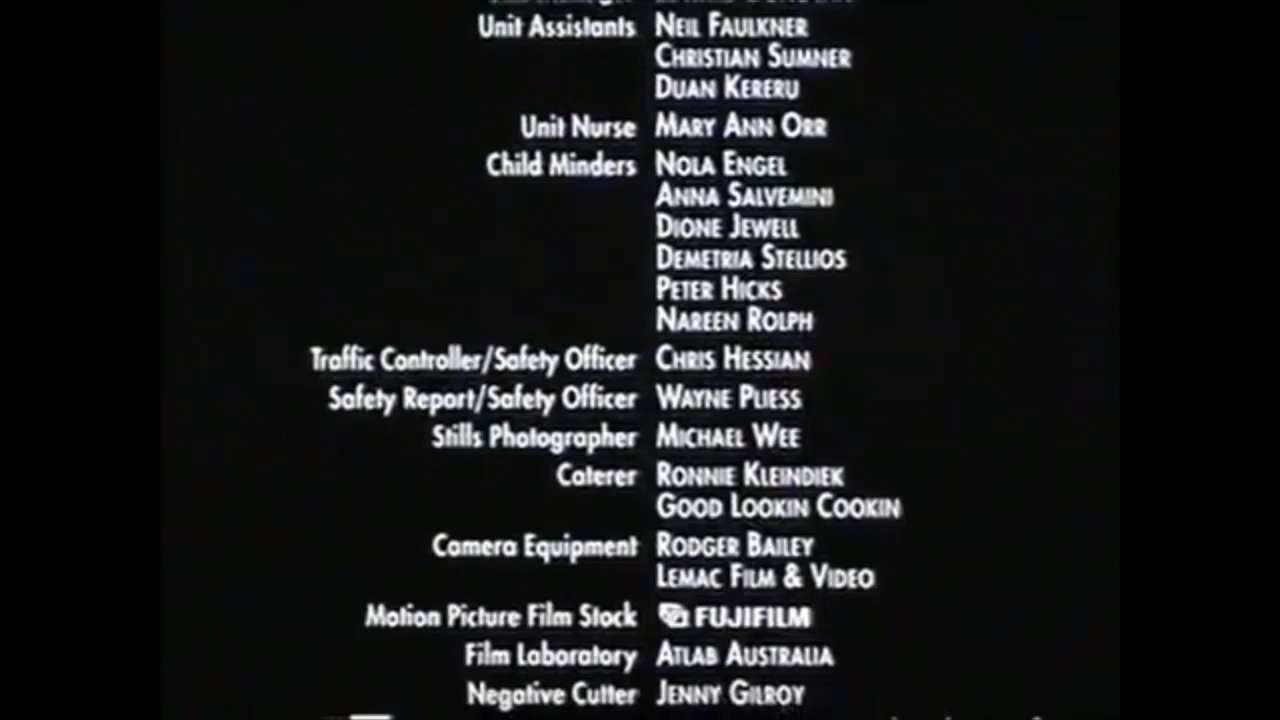 Unit Assistants NEIL FAULKNER
CHRISTIAN SUMNER
DUAN KERERU
Unit Nurse MARY ANN ORR
Child Minders NOLA ENGEL
ANNA SALVEMINI
DIONE JEWELL
DEMETRIA STELLIOS
PETER HICKS
NAREEN ROLPH
Traffic Controller/Safety Officer CHRIS HESSIAN
Safety Report/Safety Officer WAYNE PLIESS
Stills Photographer MICHAEL WEE
Caterer RONNIE KLEINDIEK
GOOD LOOKIN COOKIN
Camera Equipment RODGER BAILEY
LEMAC FILM & VIDEO
Motion Picture Film Stock FUJIFILM
Film Laboratory ATLAB AUSTRALIA
Negative Cutter JENNY GILROY